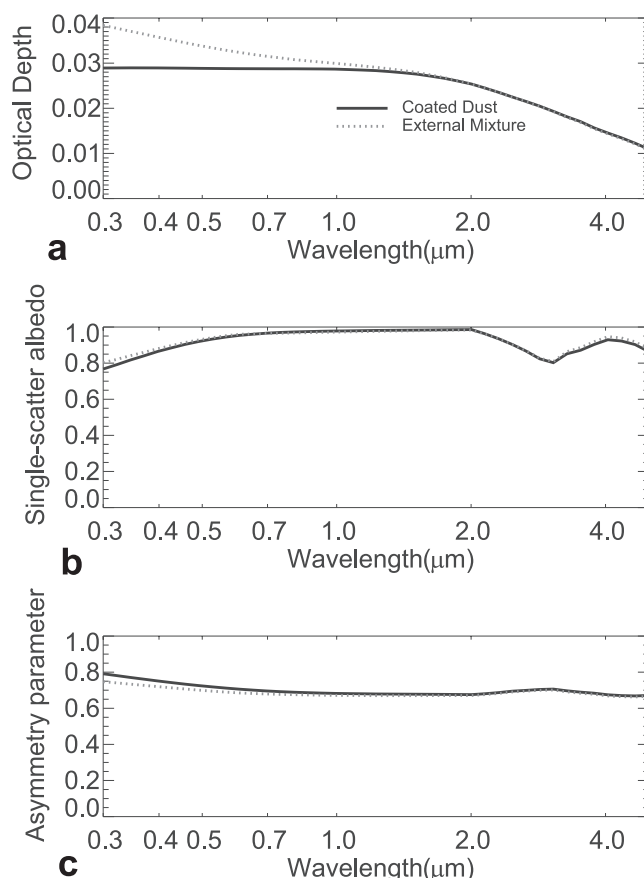 0.04
0.03
0.02
0.01
0.00
Optical Depth
Coated Dust
External Mixture
0.3 0.4 0.5 0.7 1.0 2.0 4.0
Wavelength(μm)
a
1.0
0.8
0.6
0.4
0.2
0.0
Single-scatter albedo
0.3 0.4 0.5 0.7 1.0 2.0 4.0
Wavelength(μm)
b
1.0
0.8
0.6
0.4
0.2
0.0
Asymmetry parameter
0.3 0.4 0.5 0.7 1.0 2.0 4.0
Wavelength(μm)
c